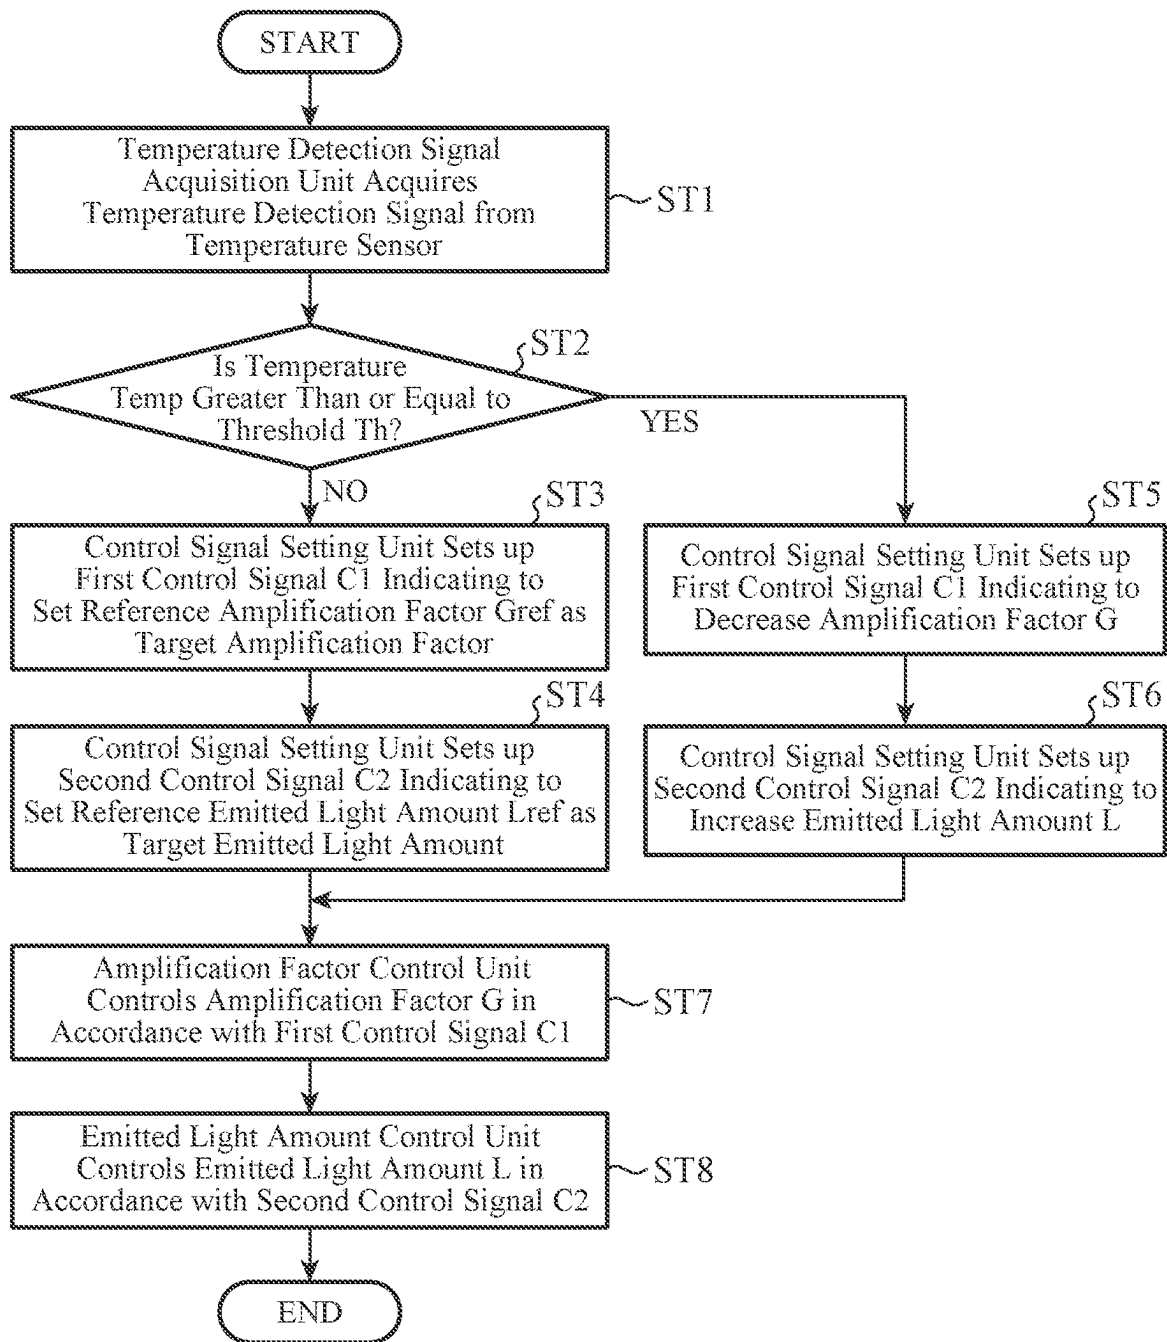 START
Temperature Detection Signal
Acquisition Unit Acquires
Temperature Detection Signal from
Temperature Sensor
ST1
ST2
Is Temperature
Temp Greater Than or Equal to
Threshold Th?
YES
NO
ST3
Control Signal Setting Unit Sets up
First Control Signal C1 Indicating to
Set Reference Amplification Factor Gref as
Target Amplification Factor
ST4
Control Signal Setting Unit Sets up
Second Control Signal C2 Indicating to
Set Reference Emitted Light Amount Lref as
Target Emitted Light Amount
ST5
Control Signal Setting Unit Sets up
First Control Signal C1 Indicating to
Decrease Amplification Factor G
ST6
Control Signal Setting Unit Sets up
Second Control Signal C2 Indicating to
Increase Emitted Light Amount L
Amplification Factor Control Unit
Controls Amplification Factor G in
Accordance with First Control Signal C1
ST7
Emitted Light Amount Control Unit
Controls Emitted Light Amount L in
Accordance with Second Control Signal C2
ST8
END